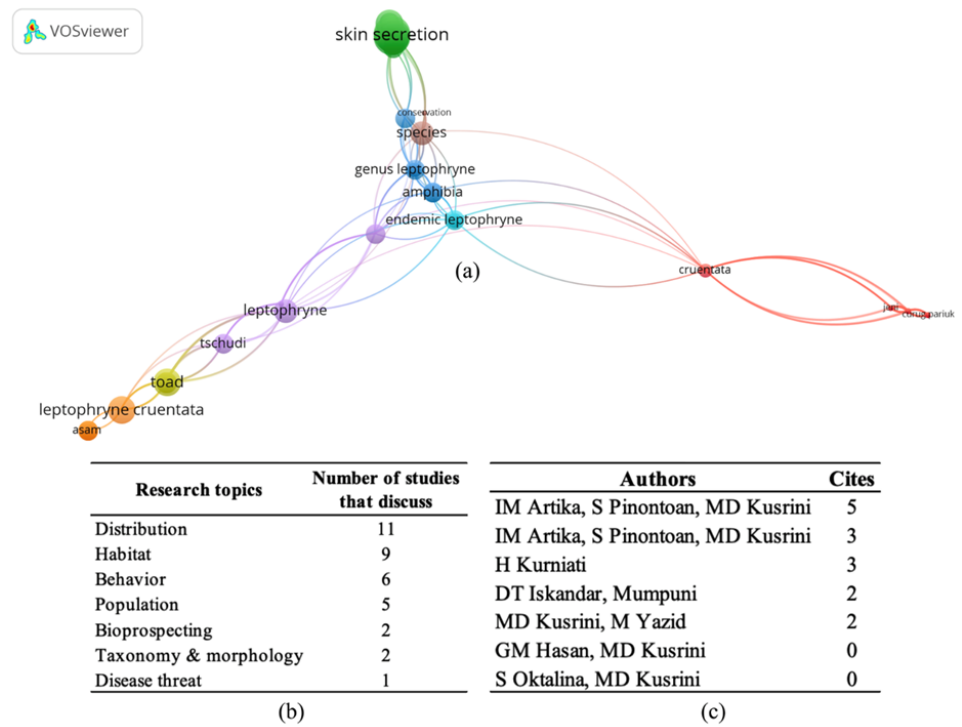 VOSviewer
skin secretion
conservation
species
genus leptophryne
amphibia
endemic leptophryne
(a)
cruentata
curug pariuk
leptophryne
tschudi
toad
leptophryne cruentata
asam
Research topics Number of studies that discuss
Distribution 11
Habitat 9
Behavior 6
Population 5
Bioprospecting 2
Taxonomy & morphology 2
Disease threat 1
(b)
Authors Cites
IM Artika, S Pinontoan, MD Kusrini 5
IM Artika, S Pinontoan, MD Kusrini 3
H Kurniati 3
DT Iskandar, Mumpuni 2
MD Kusrini, M Yazid 2
GM Hasan, MD Kusrini 0
S Oktalina, MD Kusrini 0
(c)